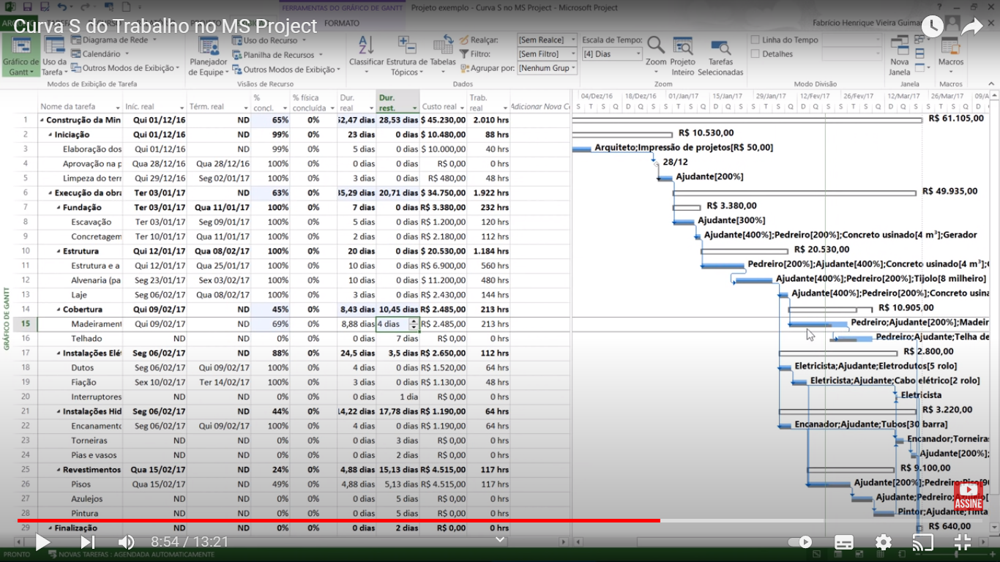 FERRAMENTAS DO GRÁFICO DE GANTT
Projeto exemplo - Curva S no MS Project - Microsoft Project
Curva S do Trabalho no MS Project
FORMATO
Fabrício Henrique Vieira Guimar
Gráfico de Gantt
Uso da Tarefa
Diagrama de Rede
Calendário
Outros Modos de Exibição
Modos de Exibição de Tarefa
Planejador de Equipe
Uso do Recurso
Planilha de Recursos
Outros Modos de Exibição
Visões de Recurso
Classificar
Estrutura de Tópicos
Tabelas
Realçar: [Sem Realce]
Filtro: [Sem Filtro]
Agrupar por: [Nenhum Grup
Dados
Escala de Tempo:
[4] Dias
Zoom
Projeto Inteiro
Tarefas Selecionadas
Zoom
Linha do Tempo
Detalhes
Modo Divisão
Nova Janela
Janela
Macros
Macros
Nome da tarefa Iníc. real Térm. real % concl. % física concluída Dur. real Dur. rest. Custo real Trab. real Adicionar Nova C
04/Dez/16 18/Dez/16 01/Jan/17 15/Jan/17 29/Jan/17 12/Fev/17 26/Fev/17 12/Mar/17 26/Mar/17 09/A
S T Q S D T Q S S T Q S D T Q S S T Q S D T Q S S T Q S D T Q S S T Q
1 Construção da Min Qui 01/12/16 ND 65% 0% 52,47 dias 28,53 dias $ 45.230,00 2.010 hrs R$ 61.105,00
2 Iniciação Qui 01/12/16 ND 99% 0% 23 dias 0 dias $ 10.480,00 88 hrs R$ 10.530,00
3 Elaboração dos Qui 01/12/16 ND 99% 0% 5 dias 0 dias $ 10.000,00 40 hrs Arquiteto;Impressão de projetos[R$ 50,00]
4 Aprovação na p Qua 28/12/16 Qua 28/12/16 100% 0% 0 dias 0 dias R$ 0,00 0 hrs 28/12
5 Limpeza do terr Qui 29/12/16 Seg 02/01/17 100% 0% 3 dias 0 dias R$ 480,00 48 hrs Ajudante[200%]
6 Execução da obra Ter 03/01/17 ND 63% 0% 35,29 dias 20,71 dias $ 34.750,00 1.922 hrs R$ 49.935,00
7 Fundação Ter 03/01/17 Qua 11/01/17 100% 0% 7 dias 0 dias R$ 3.380,00 232 hrs R$ 3.380,00
8 Escavação Ter 03/01/17 Seg 09/01/17 100% 0% 5 dias 0 dias R$ 1.200,00 120 hrs Ajudante[300%]
9 Concretagem Ter 10/01/17 Qua 11/01/17 100% 0% 2 dias 0 dias R$ 2.180,00 112 hrs Ajudante[400%];Pedreiro[200%];Concreto usinado[4 m³];Gerador
10 Estrutura Qui 12/01/17 Qua 08/02/17 100% 0% 20 dias 0 dias $ 20.530,00 1.184 hrs R$ 20.530,00
11 Estrutura e a Qui 12/01/17 Qua 25/01/17 100% 0% 10 dias 0 dias R$ 6.900,00 560 hrs Pedreiro[200%];Ajudante[400%];Concreto usinado[4 m³];C
12 Alvenaria (pa Seg 23/01/17 Sex 03/02/17 100% 0% 10 dias 0 dias $ 11.200,00 480 hrs Ajudante[400%];Pedreiro[200%];Tijolo[8 milheiro]
13 Laje Seg 06/02/17 Qua 08/02/17 100% 0% 3 dias 0 dias R$ 2.430,00 144 hrs Ajudante[400%];Pedreiro[200%];Concreto usina
14 Cobertura Qui 09/02/17 ND 45% 0% 8,43 dias 10,45 dias R$ 2.485,00 213 hrs R$ 10.905,00
15 Madeirament Qui 09/02/17 ND 69% 0% 8,88 dias 4 dias R$ 2.485,00 213 hrs Pedreiro;Ajudante[200%];Madeir
16 Telhado ND ND 0% 0% 0 dias 7 dias R$ 0,00 0 hrs Pedreiro;Ajudante;Telha de
17 Instalações Elé Seg 06/02/17 ND 88% 0% 24,5 dias 3,5 dias R$ 2.650,00 112 hrs R$ 2.800,00
18 Dutos Seg 06/02/17 Qui 09/02/17 100% 0% 4 dias 0 dias R$ 1.520,00 64 hrs Eletricista;Ajudante;Eletrodutos[5 rolo]
19 Fiação Sex 10/02/17 Ter 14/02/17 100% 0% 3 dias 0 dias R$ 1.130,00 48 hrs Eletricista;Ajudante;Cabo elétrico[2 rolo]
20 Interruptores ND ND 0% 0% 0 dias 1 dia R$ 0,00 0 hrs Eletricista
21 Instalações Hid Seg 06/02/17 ND 44% 0% 14,22 dias 17,78 dias R$ 1.190,00 64 hrs R$ 3.220,00
22 Encanamento Seg 06/02/17 Qui 09/02/17 100% 0% 4 dias 0 dias R$ 1.190,00 64 hrs Encanador;Ajudante;Tubos[30 barra]
23 Torneiras ND ND 0% 0% 0 dias 3 dias R$ 0,00 0 hrs Encanador;Torneiras
24 Pias e vasos ND ND 0% 0% 0 dias 2 dias R$ 0,00 0 hrs Ajudante[200%];
25 Revestimentos Qua 15/02/17 ND 24% 0% 4,88 dias 15,13 dias R$ 4.515,00 117 hrs R$ 9.100,00
26 Pisos Qua 15/02/17 ND 49% 0% 4,88 dias 5,13 dias R$ 4.515,00 117 hrs Ajudante[200%];Pedreiro;Piso[90
27 Azulejos ND ND 0% 0% 0 dias 5 dias R$ 0,00 0 hrs Ajudante;Pedreiro;Azulejo[
28 Pintura ND ND 0% 0% 0 dias 5 dias R$ 0,00 0 hrs Pintor;Ajudante;Tinta
29 Finalização ND ND 0% 0% 0 dias 2 dias R$ 0,00 0 hrs R$ 640,00
GRÁFICO DE GANTT
ASSINE
8:54 / 13:21
PRONTO
NOVAS TAREFAS : AGENDADA AUTOMATICAMENTE